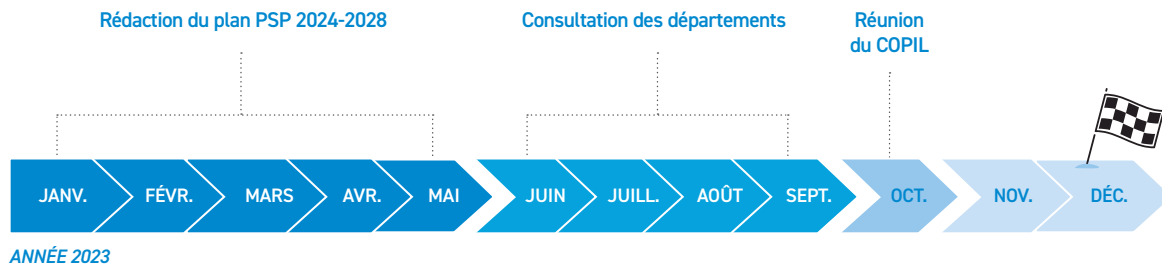 Rédaction du plan PSP 2024-2028
Consultation des départements
Réunion
du COPIL
JANV.
FÉVR.
MARS
AVR.
MAI
JUIN
JUILL.
AOÛT
SEPT.
OCT.
NOV.
DÉC.
ANNÉE 2023